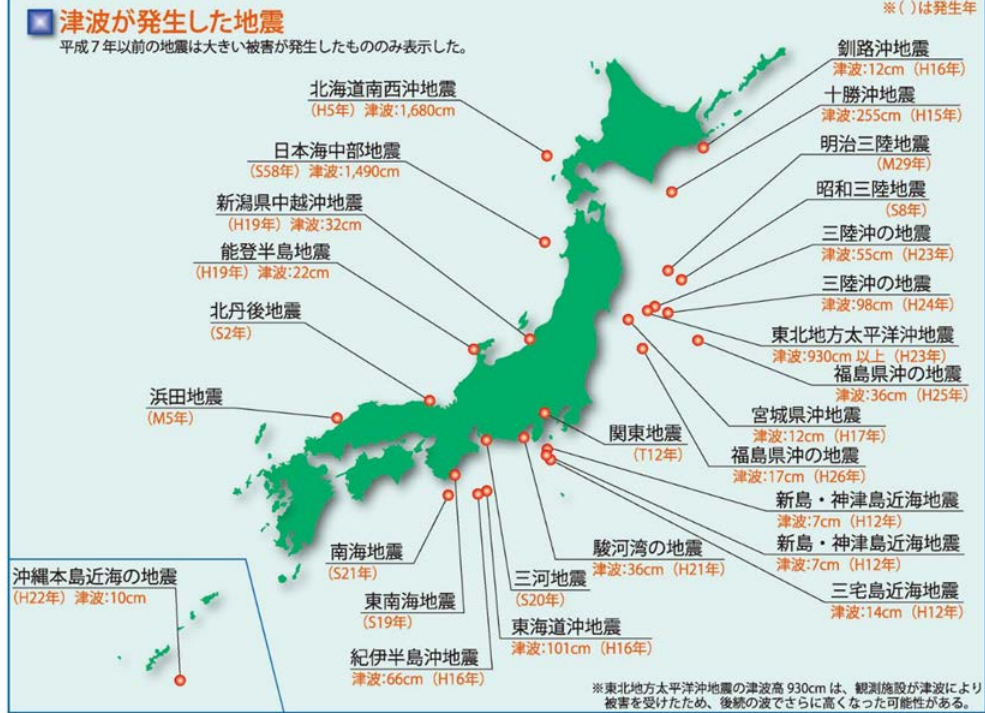 ※( )は発生年
津波が発生した地震
平成7年以前の地震は大きい被害が発生したもののみ表示した。
北海道南西沖地震
(H5年) 津波:1,680cm
日本海中部地震
(S58年) 津波:1,490cm
新潟県中越沖地震
(H19年) 津波:32cm
能登半島地震
(H19年) 津波:22cm
北丹後地震
(S2年)
浜田地震
(M5年)
釧路沖地震
津波:12cm (H16年)
十勝沖地震
津波:255cm (H15年)
明治三陸地震
(M29年)
昭和三陸地震
(S8年)
三陸沖の地震
津波:55cm (H23年)
三陸沖の地震
津波:98cm (H24年)
東北地方太平洋沖地震
津波:930cm 以上 (H23年)
福島県沖の地震
津波:36cm (H25年)
宮城県沖地震
津波:12cm (H17年)
福島県沖の地震
津波:17cm (H26年)
関東地震
(T12年)
新島・神津島近海地震
津波:7cm (H12年)
新島・神津島近海地震
津波:7cm (H12年)
三宅島近海地震
津波:14cm (H12年)
駿河湾の地震
津波:36cm (H21年)
三河地震
(S20年)
東海道沖地震
津波:101cm (H16年)
南海地震
(S21年)
東南海地震
(S19年)
紀伊半島沖地震
津波:66cm (H16年)
沖縄本島近海の地震
(H22年) 津波:10cm
※東北地方太平洋沖地震の津波高 930cm は、観測施設が津波により
被害を受けたため、後続の波でさらに高くなった可能性がある。